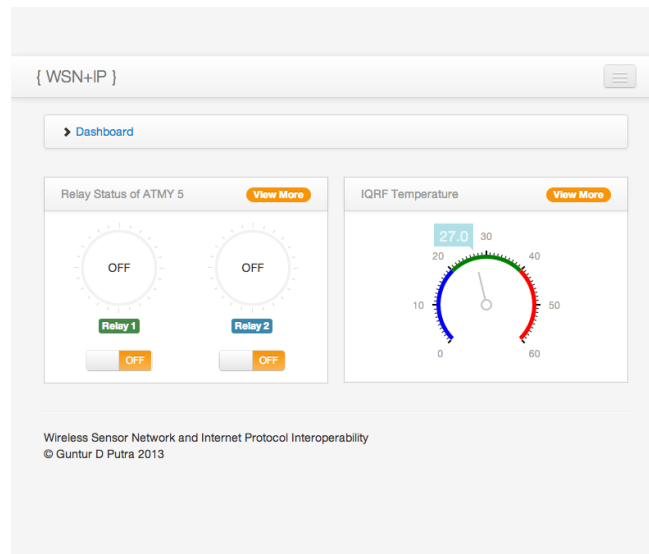 { WSN+IP }
Dashboard
Relay Status of ATMY 5
View More
OFF
OFF
Relay 1
Relay 2
OFF
OFF
IQRF Temperature
View More
27.0
30
20
40
10
50
0
60
Wireless Sensor Network and Internet Protocol Interoperability
© Guntur D Putra 2013